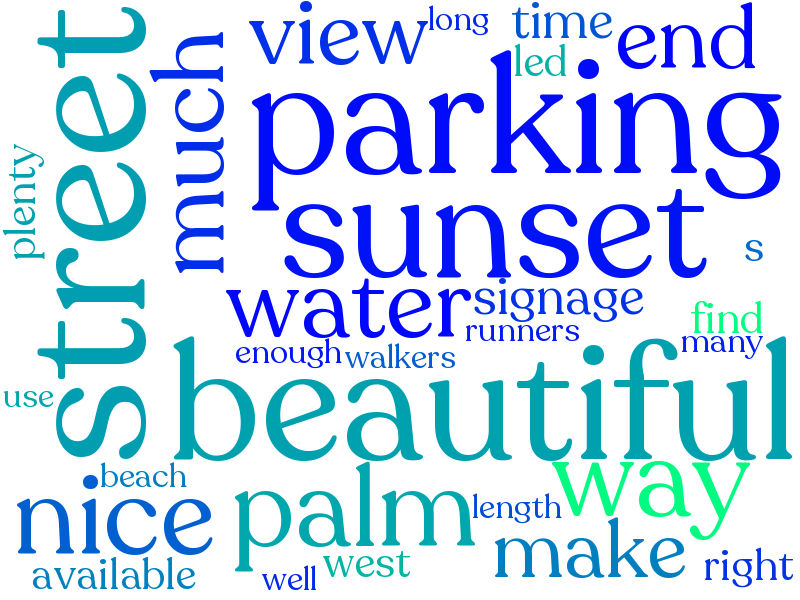 long
time
view
end
led
much
street
parking
plenty
sunset
s
water
signage
find
runners
many
enough
walkers
beautiful
use
way
beach
nice
palm
length
make
west
right
available
well